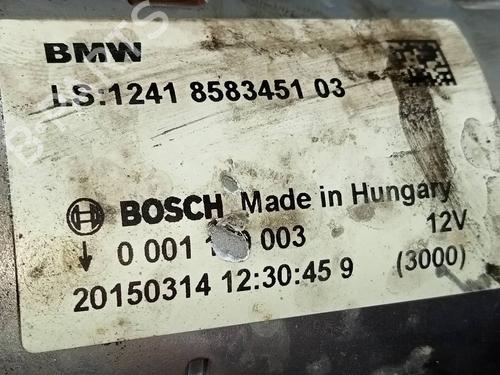 BMW
LS:1241 8583451 03
BOSCH Made in Hungary
0 001 003 12V
20150314 12:30:45 9 (3000)